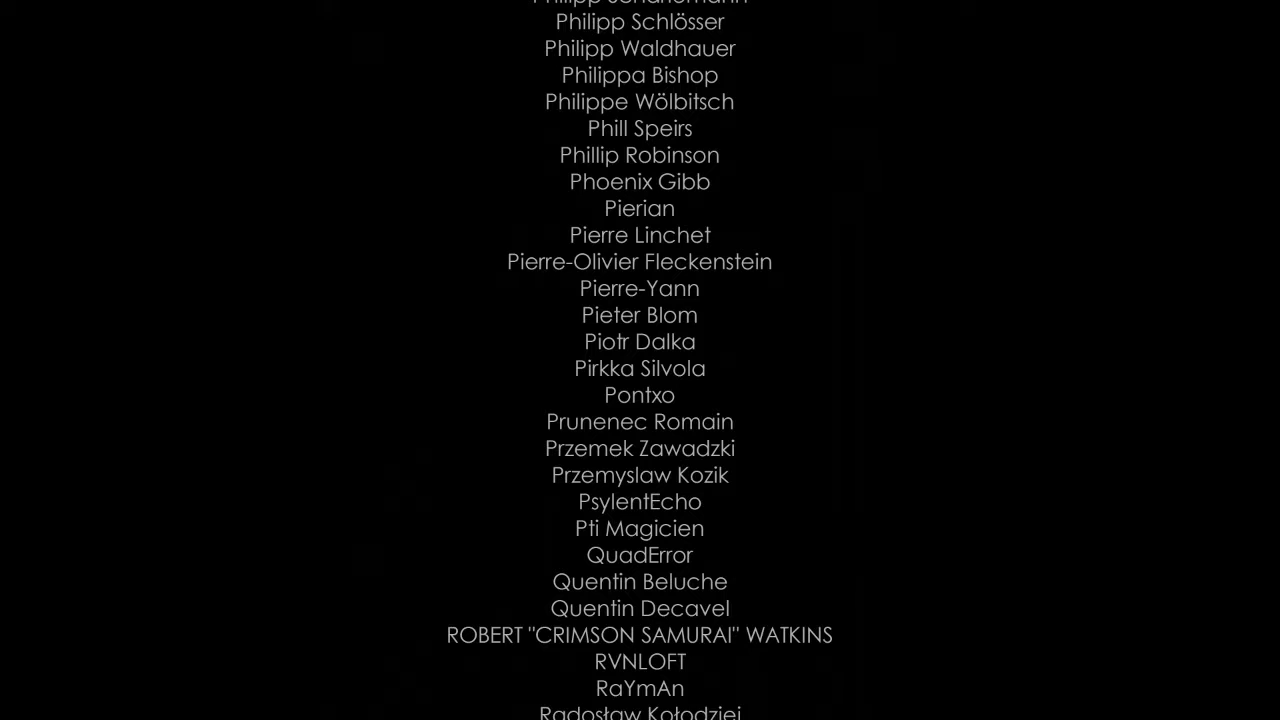 Philipp Schlösser
Philipp Waldhauer
Philippa Bishop
Philippe Wölbitsch
Phill Speirs
Phillip Robinson
Phoenix Gibb
Pierian
Pierre Linchet
Pierre-Olivier Fleckenstein
Pierre-Yann
Pieter Blom
Piotr Dalka
Pirkka Silvola
Pontxo
Prunenec Romain
Przemek Zawadzki
Przemyslaw Kozik
PsylentEcho
Pti Magicien
QuadError
Quentin Beluche
Quentin Decavel
ROBERT "CRIMSON SAMURAI" WATKINS
RVNLOFT
RaYmAn
Radosław Kołodziej